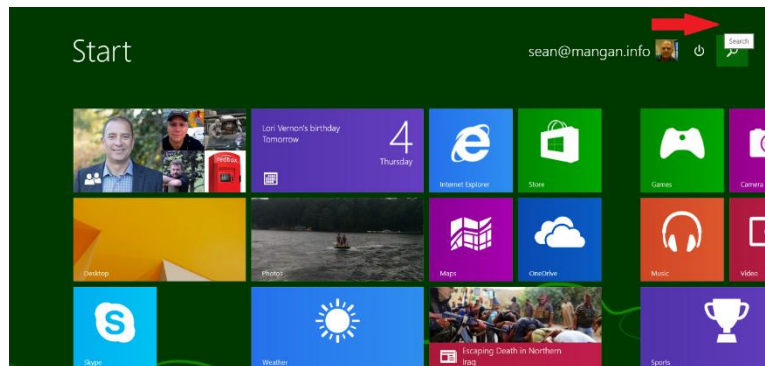 Start
sean@mangan.info
Search
redbox
Lori Vernon's birthday
Tomorrow
4
Thursday
Internet Explorer
Store
Games
Camera
Desktop
Photos
Maps
OneDrive
Music
Video
S
Skype
Weather
Escaping Death in Northern
Iraq
Sports